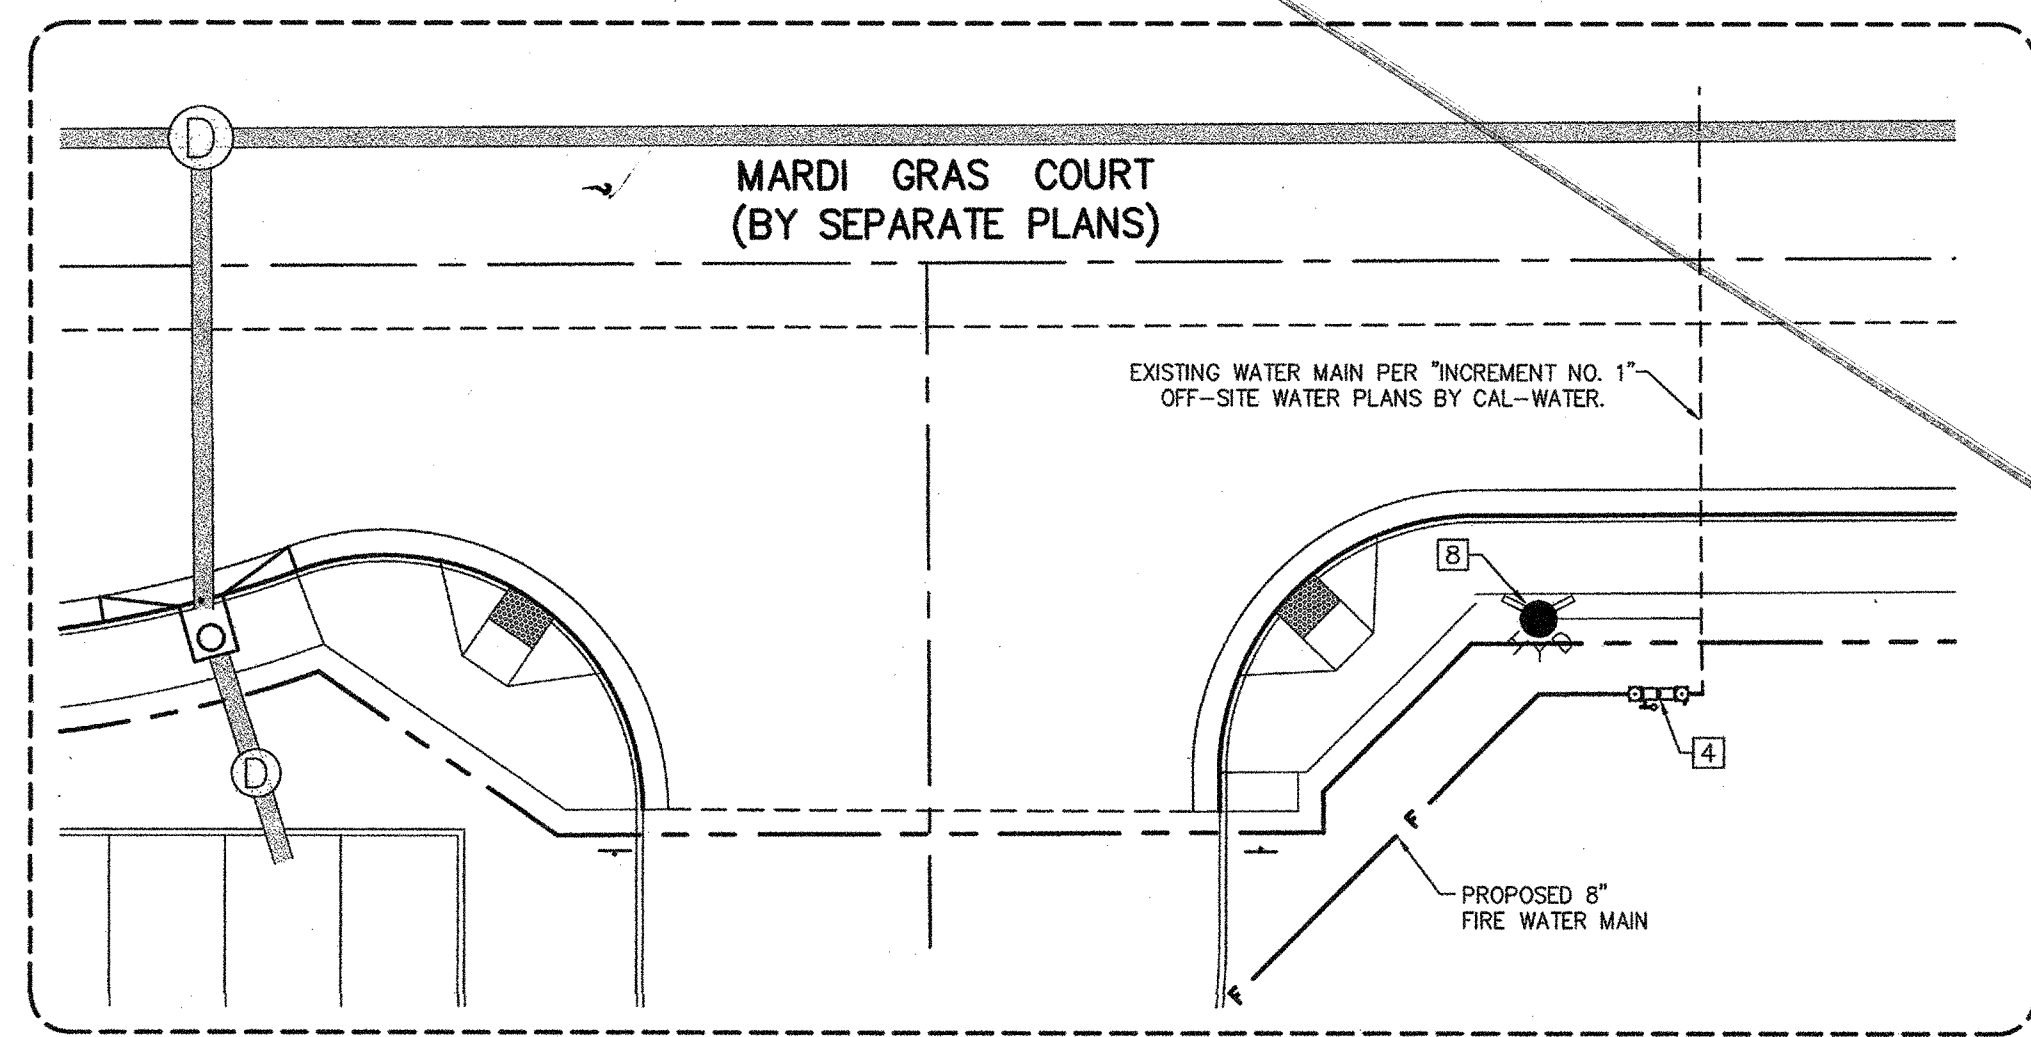 D
MARDI GRAS COURT
(BY SEPARATE PLANS)
EXISTING WATER MAIN PER "INCREMENT NO. 1"
OFF-SITE WATER PLANS BY CAL-WATER.
8
4
D
F
PROPOSED 8"
FIRE WATER MAIN
F